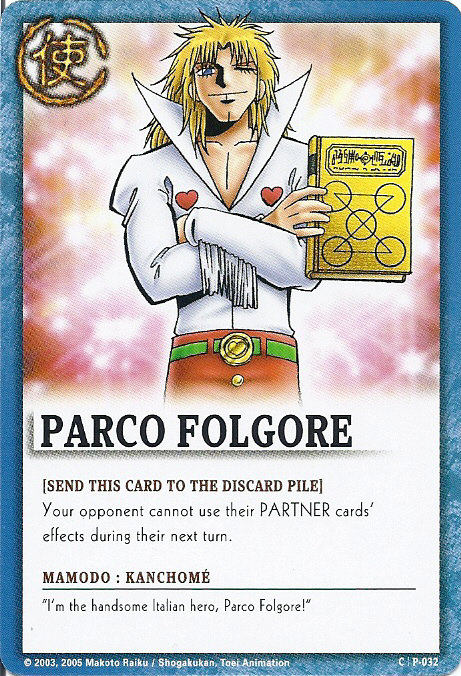 使
PARCO FOLGORE
[SEND THIS CARD TO THE DISCARD PILE]
Your opponent cannot use their PARTNER cards'
effects during their next turn.
MAMODO : KANCHOMÉ
"I'm the handsome Italian hero, Parco Folgore!"
© 2003, 2005 Makoto Raiku / Shogakukan, Toei Animation
C | P-032